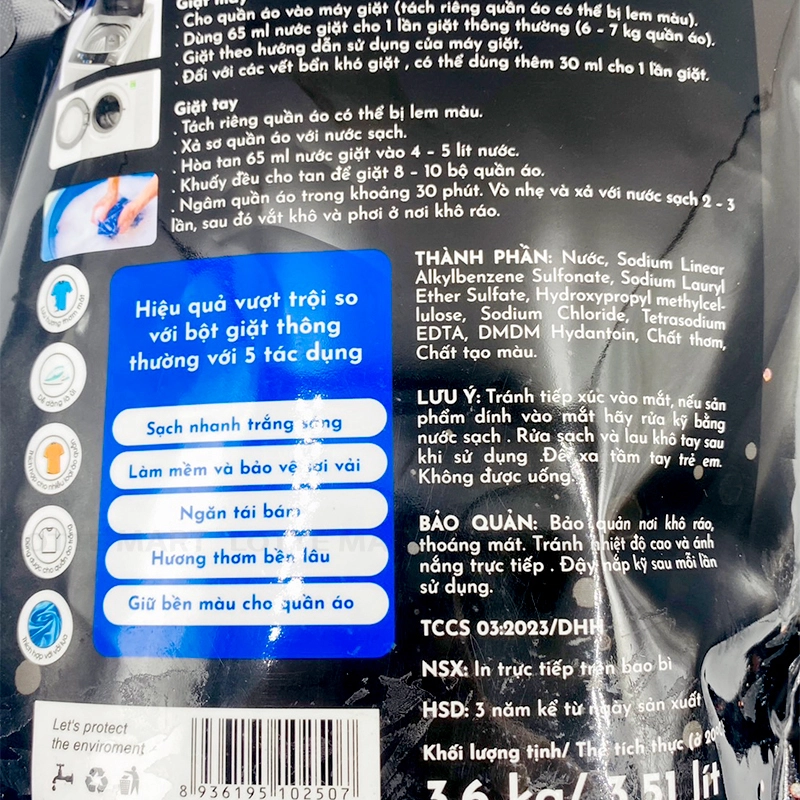 Giặt máy
. Cho quần áo vào máy giặt (tách riêng quần áo có thể bị lem màu).
. Dùng 65 ml nước giặt cho 1 lần giặt thông thường (6 - 7 kg quần áo).
. Giặt theo hướng dẫn sử dụng của máy giặt.
. Đối với các vết bẩn khó giặt , có thể dùng thêm 30 ml cho 1 lần giặt.
Giặt tay
. Tách riêng quần áo có thể bị lem màu.
. Xả sơ quần áo với nước sạch.
. Hòa tan 65 ml nước giặt vào 4 - 5 lít nước.
. Khuấy đều cho tan để giặt 8 - 10 bộ quần áo.
. Ngâm quần áo trong khoảng 30 phút. Vò nhẹ và xả với nước sạch 2 - 3
lần, sau đó vắt khô và phơi ở nơi khô ráo.
Hiệu quả vượt trội so
với bột giặt thông
thường với 5 tác dụng
Sạch nhanh trắng sáng
Làm mềm và bảo vệ sợi vải
Ngăn tái bám
Hương thơm bền lâu
Giữ bền màu cho quần áo
Dễ dàng là ủi
THÀNH PHẦN: Nước, Sodium Linear
Alkylbenzene Sulfonate, Sodium Lauryl
Ether Sulfate, Hydroxypropyl methylcel-
lulose, Sodium Chloride, Tetrasodium
EDTA, DMDM Hydantoin, Chất thơm,
Chất tạo màu.
LƯU Ý: Tránh tiếp xúc vào mắt, nếu sản
phẩm dính vào mắt hãy rửa kỹ bằng
nước sạch . Rửa sạch và lau khô tay sau
khi sử dụng .Để xa tầm tay trẻ em.
Không được uống.
BẢO QUẢN: Bảo quản nơi khô ráo,
thoáng mát. Tránh nhiệt độ cao và ánh
nắng trực tiếp . Đậy nắp kỹ sau mỗi lần
sử dụng.
TCCS 03:2023/DHH
NSX: In trực tiếp trên bao bì
HSD: 3 năm kể từ ngày sản xuất
Khối lượng tịnh/ Thể tích thực (ở
3,6 kg/ 3,51 lít
Let's protect
the enviroment
8 936195 102507